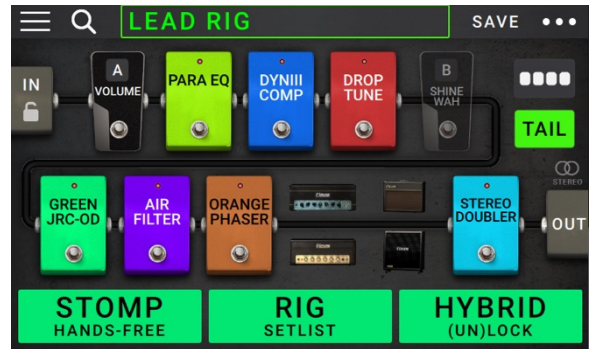 LEAD RIG
SAVE
IN
A
VOLUME
PARA EQ
DYNIII
COMP
DROP
TUNE
B
SHINE
WAH
TAIL
STEREO
GREEN
JRC-OD
AIR
FILTER
ORANGE
PHASER
STEREO
DOUBLER
OUT
STOMP
HANDS-FREE
RIG
SETLIST
HYBRID
(UN)LOCK